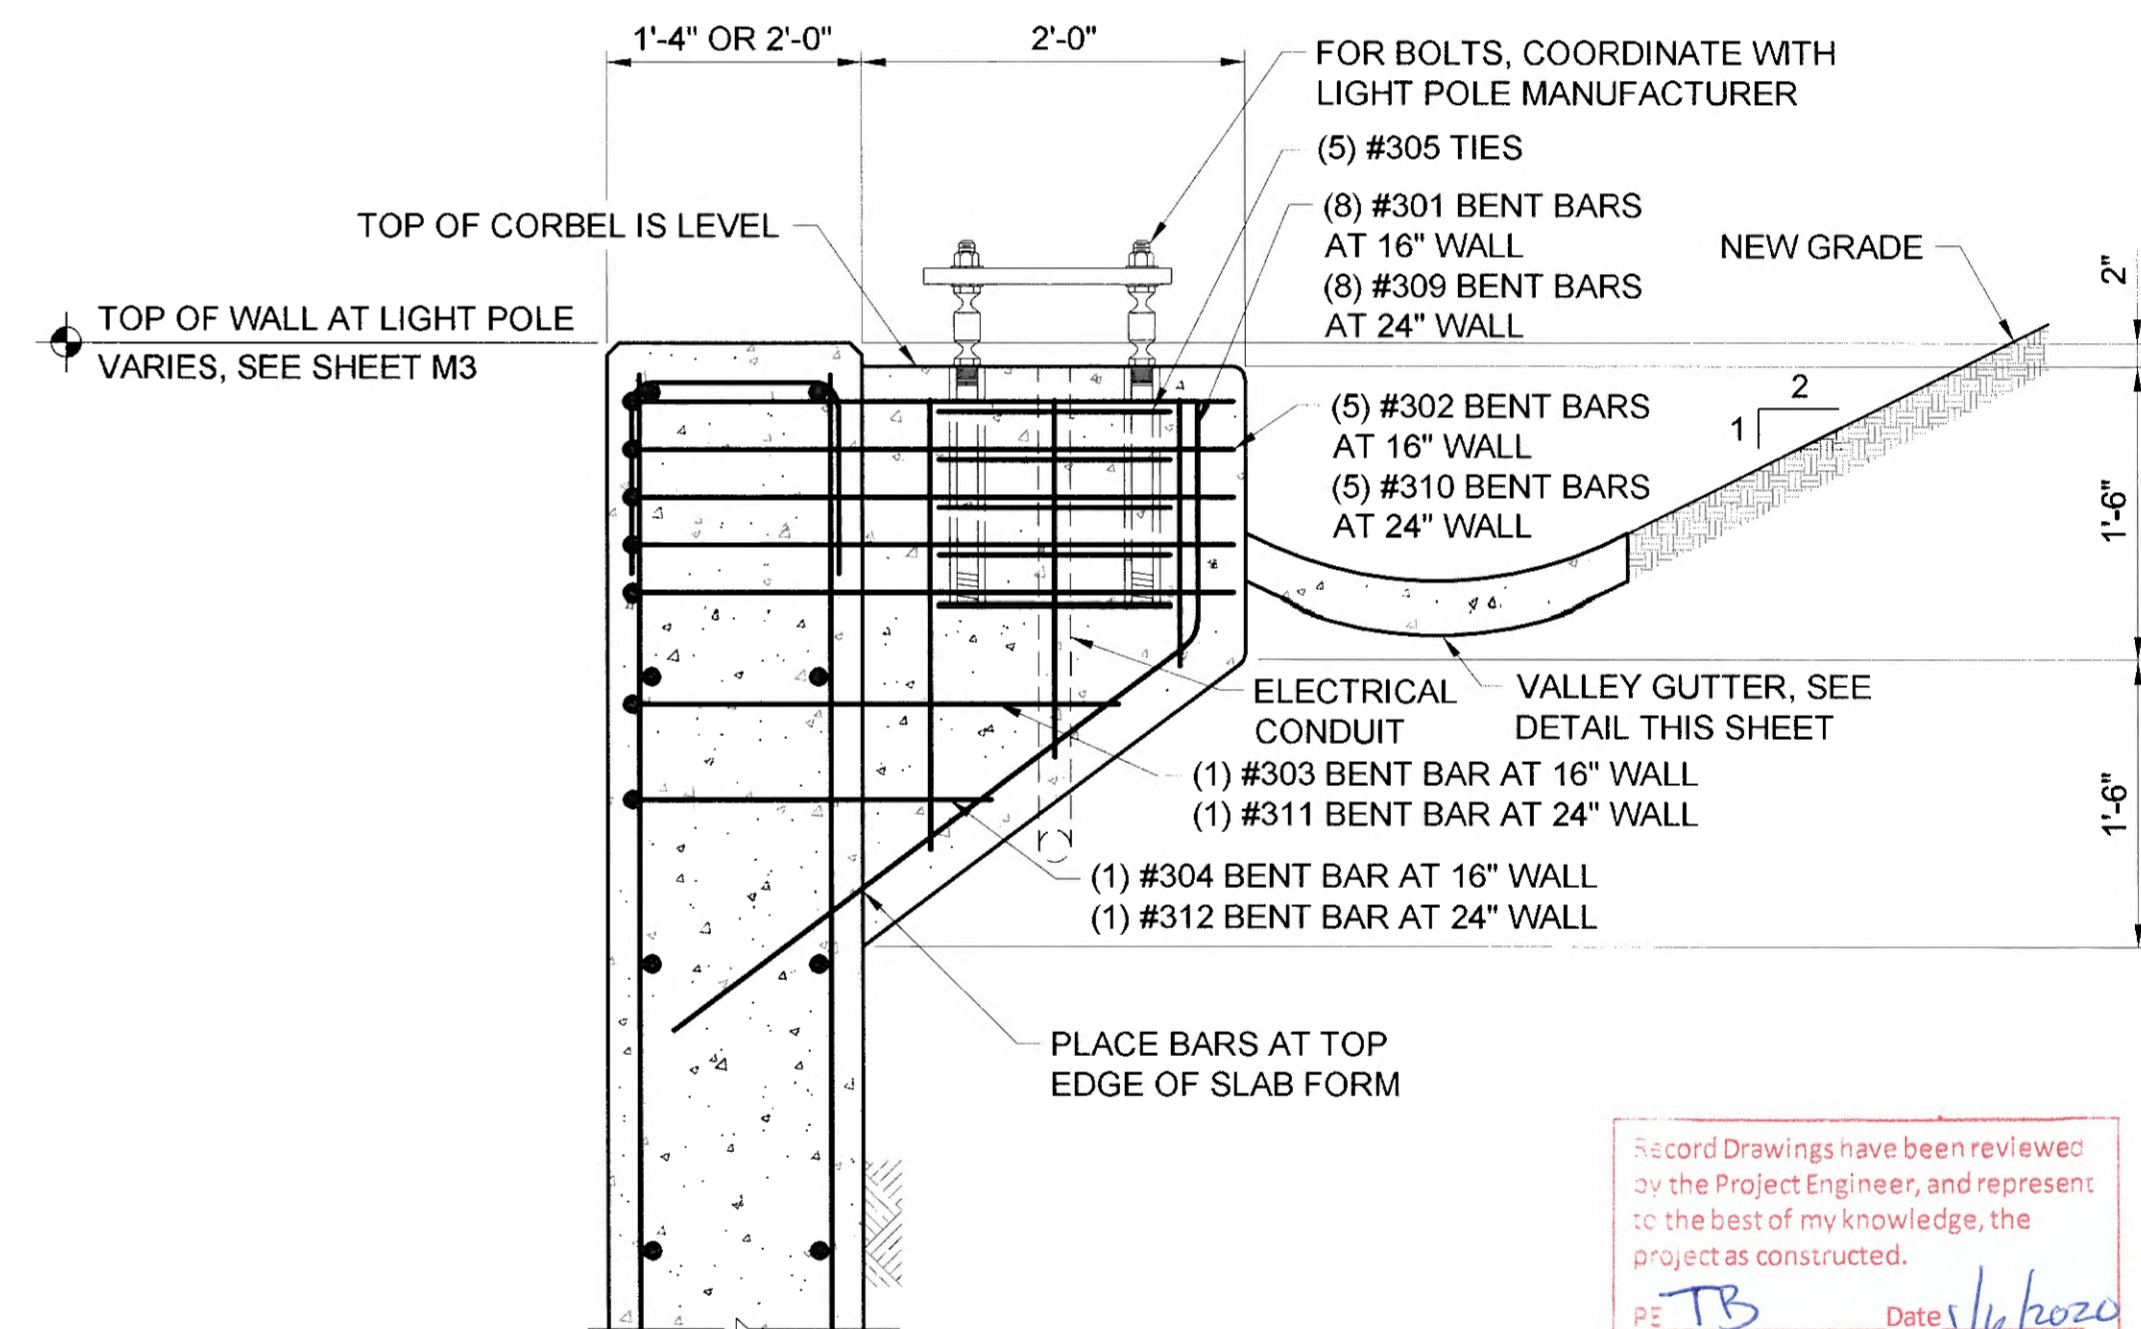 1'-4" OR 2'-0"
2'-0"
FOR BOLTS, COORDINATE WITH
LIGHT POLE MANUFACTURER
(5) #305 TIES
(8) #301 BENT BARS
AT 16" WALL
(8) #309 BENT BARS
AT 24" WALL
TOP OF CORBEL IS LEVEL
NEW GRADE
2"
TOP OF WALL AT LIGHT POLE
VARIES, SEE SHEET M3
2
1
(5) #302 BENT BARS
AT 16" WALL
(5) #310 BENT BARS
AT 24" WALL
1'-6"
ELECTRICAL
CONDUIT
VALLEY GUTTER, SEE
DETAIL THIS SHEET
(1) #303 BENT BAR AT 16" WALL
(1) #311 BENT BAR AT 24" WALL
1'-6"
(1) #304 BENT BAR AT 16" WALL
(1) #312 BENT BAR AT 24" WALL
PLACE BARS AT TOP
EDGE OF SLAB FORM
Record Drawings have been reviewed
by the Project Engineer, and represent
to the best of my knowledge, the
project as constructed.
PE TB Date 1/6/2020